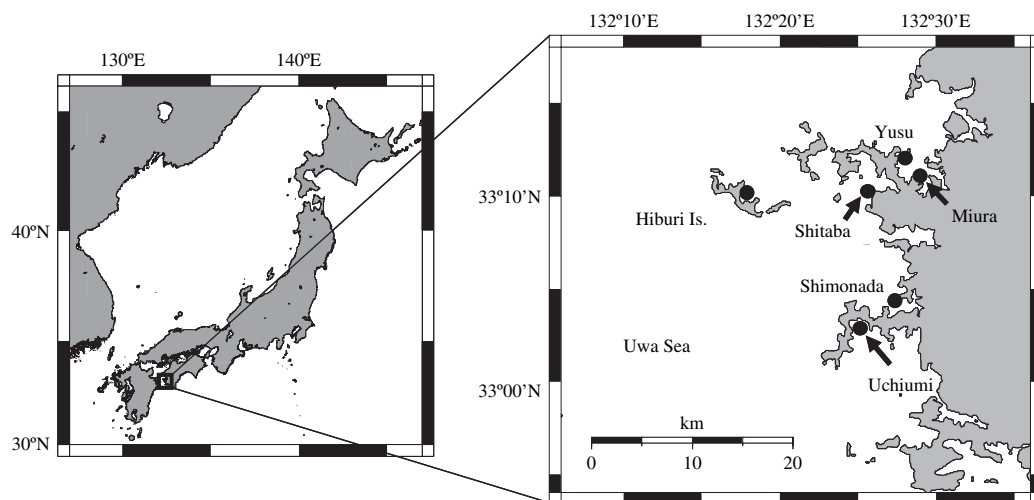 130ºE
140ºE
40ºN
30ºN
132º10’E
132º20’E
132º30’E
33º10’N
33º00’N
Yusu
Miura
Shitaba
Hiburi Is.
Shimonada
Uwa Sea
Uchiumi
km
0 10 20